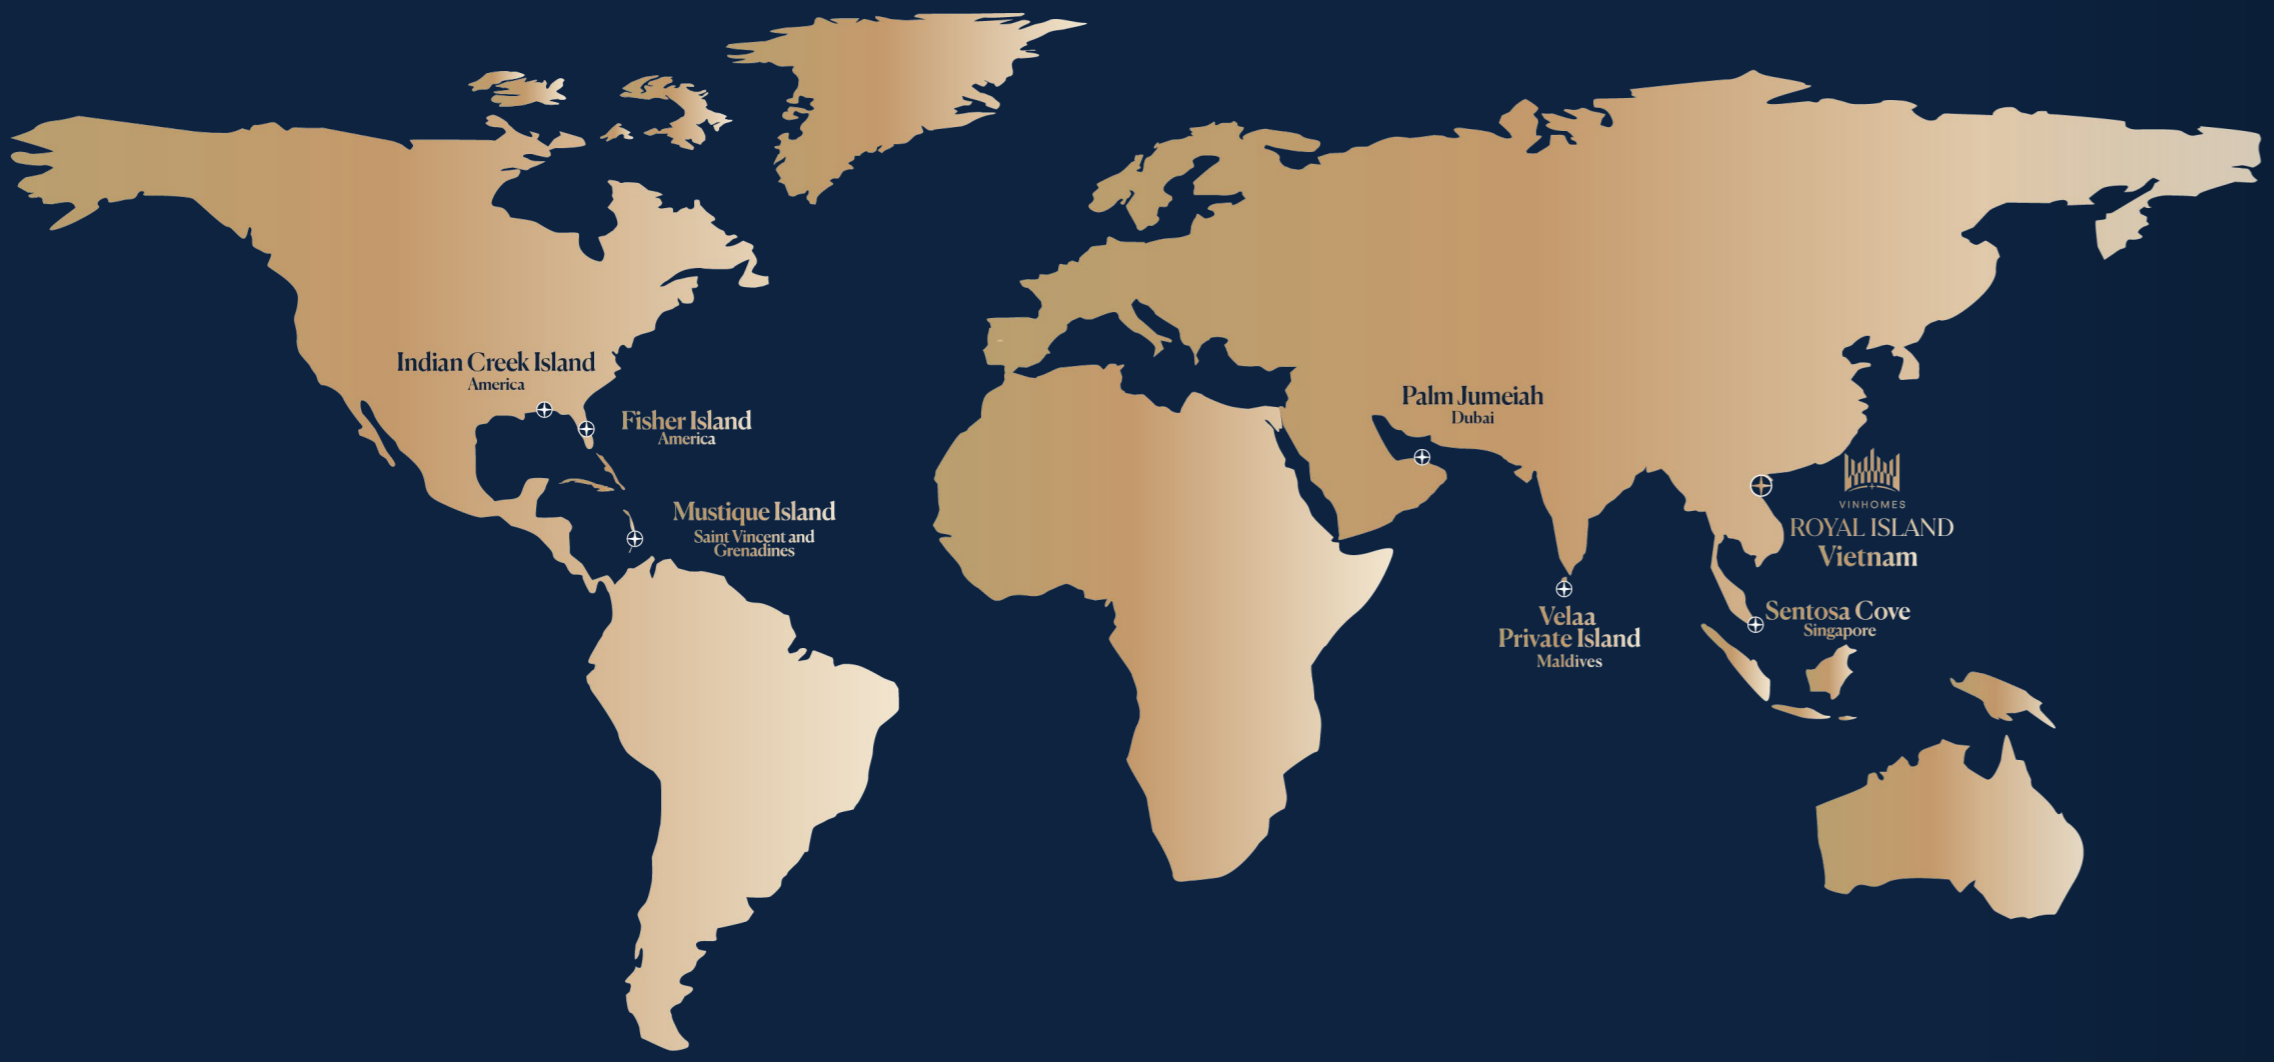 Indian Creek Island
America
Fisher Island
America
Mustique Island
Saint Vincent and
Grenadines
Palm Jumeiah
Dubai
VINHOMES
ROYAL ISLAND
Vietnam
Velaa
Private Island
Maldives
Sentosa Cove
Singapore